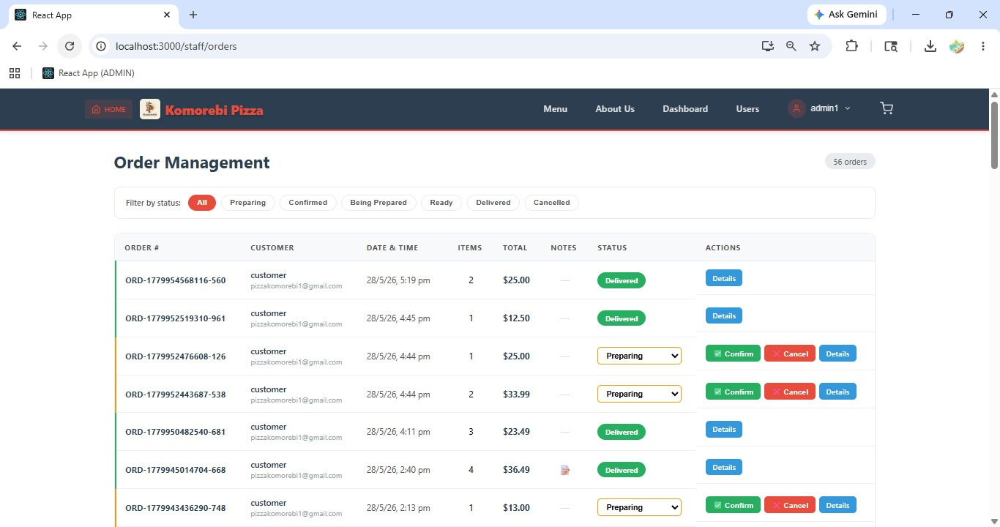 React App
Ask Gemini
localhost:3000/staff/orders
React App (ADMIN)
HOME
Komorebi
Komorebi Pizza
Menu
About Us
Dashboard
Users
admin1
Order Management
56 orders
Filter by status: All Preparing Confirmed Being Prepared Ready Delivered Cancelled
ORDER # CUSTOMER DATE & TIME ITEMS TOTAL NOTES STATUS ACTIONS
ORD-1779954568116-560 customer 28/5/26, 5:19 pm 2 $25.00 — Delivered Details
pizzakomorebi1@gmail.com
ORD-1779952519310-961 customer 28/5/26, 4:45 pm 1 $12.50 — Delivered Details
pizzakomorebi1@gmail.com
ORD-1779952476608-126 customer 28/5/26, 4:44 pm 1 $25.00 — Preparing ✅ Confirm ❌ Cancel Details
pizzakomorebi1@gmail.com
ORD-1779952443687-538 customer 28/5/26, 4:44 pm 2 $33.99 — Preparing ✅ Confirm ❌ Cancel Details
pizzakomorebi1@gmail.com
ORD-1779950482540-681 customer 28/5/26, 4:11 pm 3 $23.49 — Delivered Details
pizzakomorebi1@gmail.com
ORD-1779945014704-668 customer 28/5/26, 2:40 pm 4 $36.49 📝 Delivered Details
pizzakomorebi1@gmail.com
ORD-1779943436290-748 customer 28/5/26, 2:13 pm 1 $13.00 — Preparing ✅ Confirm ❌ Cancel Details
pizzakomorebi1@gmail.com